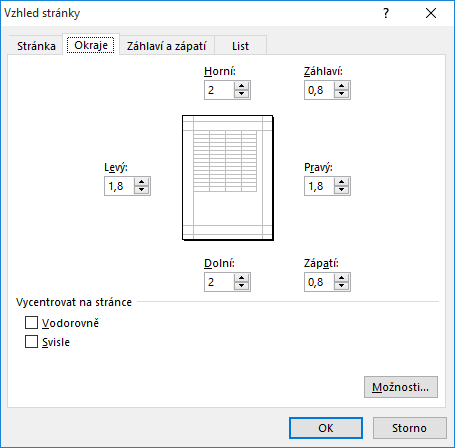 Vzhled stránky
?
Stránka Okraje Záhlaví a zápatí List
Horní: Záhlaví:
2 0,8
Levý: Pravý:
1,8 1,8
Dolní: Zápatí:
2 0,8
Vycentrovat na stránce
Vodorovně
Svisle
Možnosti...
OK Storno